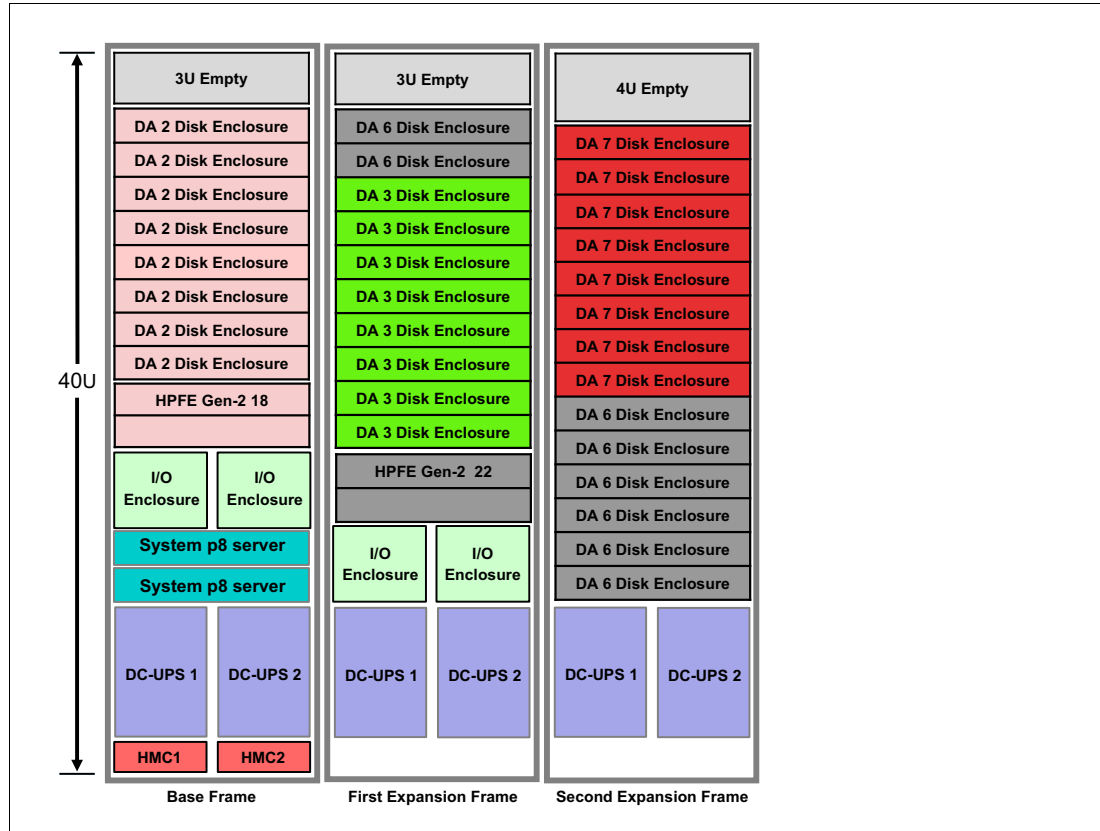 40U
3U Empty
DA 2 Disk Enclosure
DA 2 Disk Enclosure
DA 2 Disk Enclosure
DA 2 Disk Enclosure
DA 2 Disk Enclosure
DA 2 Disk Enclosure
DA 2 Disk Enclosure
DA 2 Disk Enclosure
HPFE Gen-2 18
I/O
Enclosure
I/O
Enclosure
System p8 server
System p8 server
DC-UPS 1
DC-UPS 2
HMC1
HMC2
Base Frame
3U Empty
DA 6 Disk Enclosure
DA 6 Disk Enclosure
DA 3 Disk Enclosure
DA 3 Disk Enclosure
DA 3 Disk Enclosure
DA 3 Disk Enclosure
DA 3 Disk Enclosure
DA 3 Disk Enclosure
DA 3 Disk Enclosure
DA 3 Disk Enclosure
HPFE Gen-2 22
I/O
Enclosure
I/O
Enclosure
DC-UPS 1
DC-UPS 2
First Expansion Frame
4U Empty
DA 7 Disk Enclosure
DA 7 Disk Enclosure
DA 7 Disk Enclosure
DA 7 Disk Enclosure
DA 7 Disk Enclosure
DA 7 Disk Enclosure
DA 7 Disk Enclosure
DA 7 Disk Enclosure
DA 6 Disk Enclosure
DA 6 Disk Enclosure
DA 6 Disk Enclosure
DA 6 Disk Enclosure
DA 6 Disk Enclosure
DA 6 Disk Enclosure
DC-UPS 1
DC-UPS 2
Second Expansion Frame